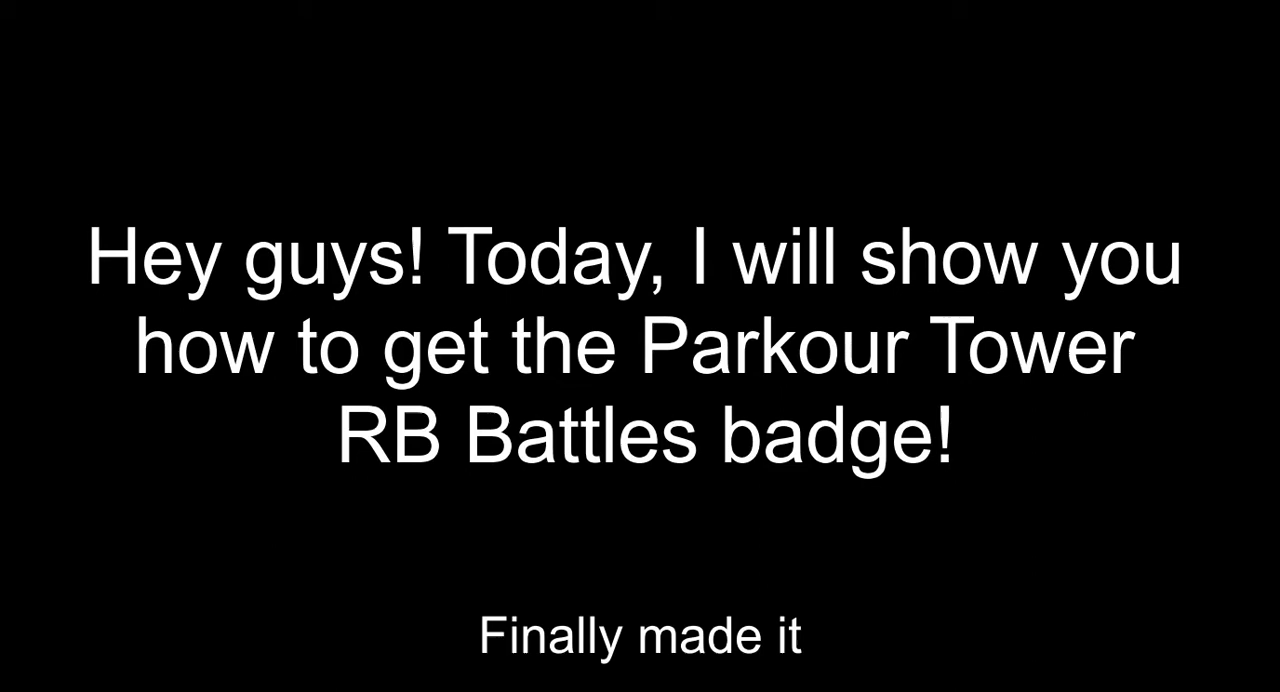 Hey guys! Today, I will show you
how to get the Parkour Tower
RB Battles badge!
Finally made it